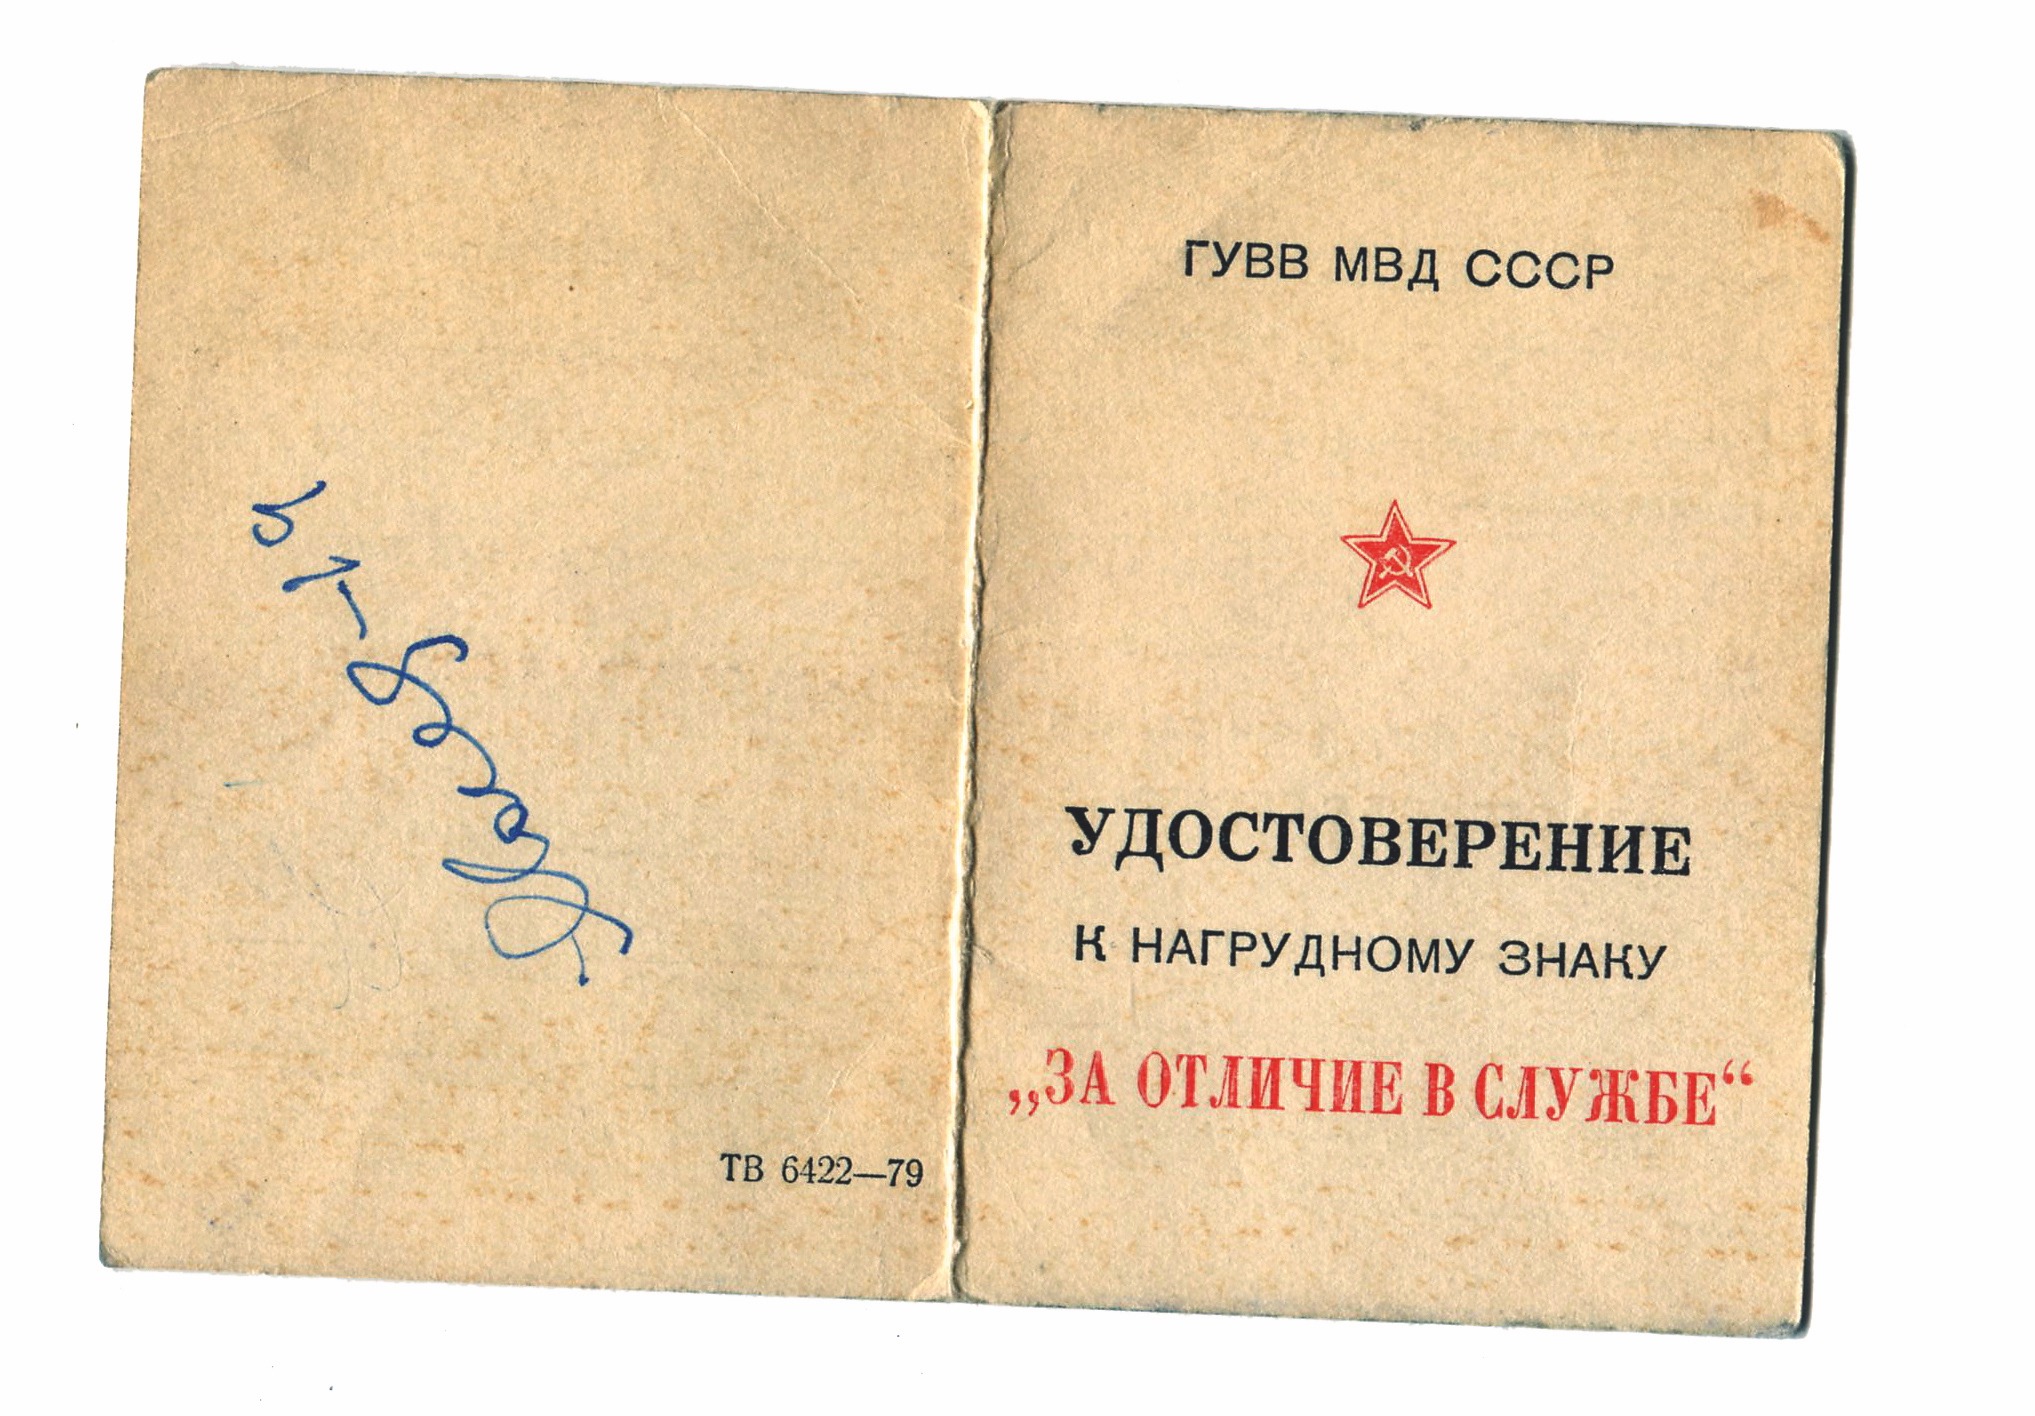 ТВ 6422—79
ГУВВ МВД СССР
УДОСТОВЕРЕНИЕ
К НАГРУДНОМУ ЗНАКУ
„ЗА ОТЛИЧИЕ В СЛУЖБЕ“